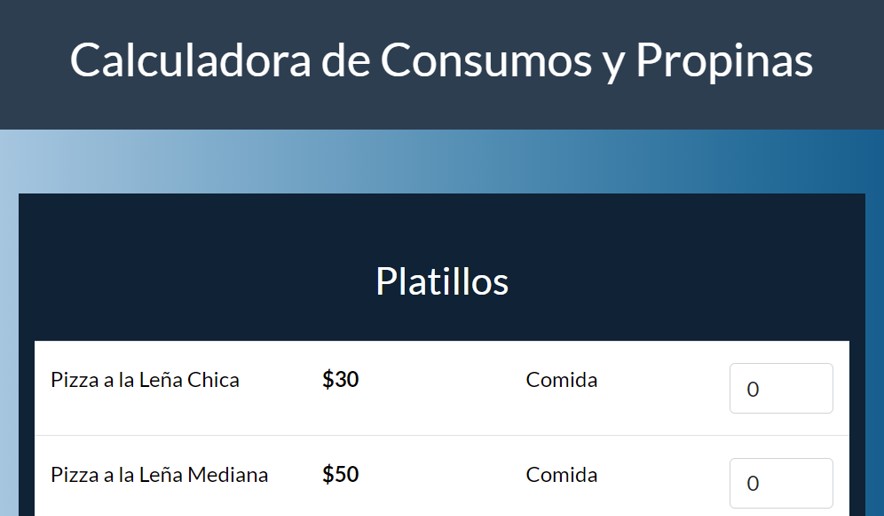 Calculadora de Consumos y Propinas
Platillos
Pizza a la Leña Chica $30 Comida 0
Pizza a la Leña Mediana $50 Comida 0